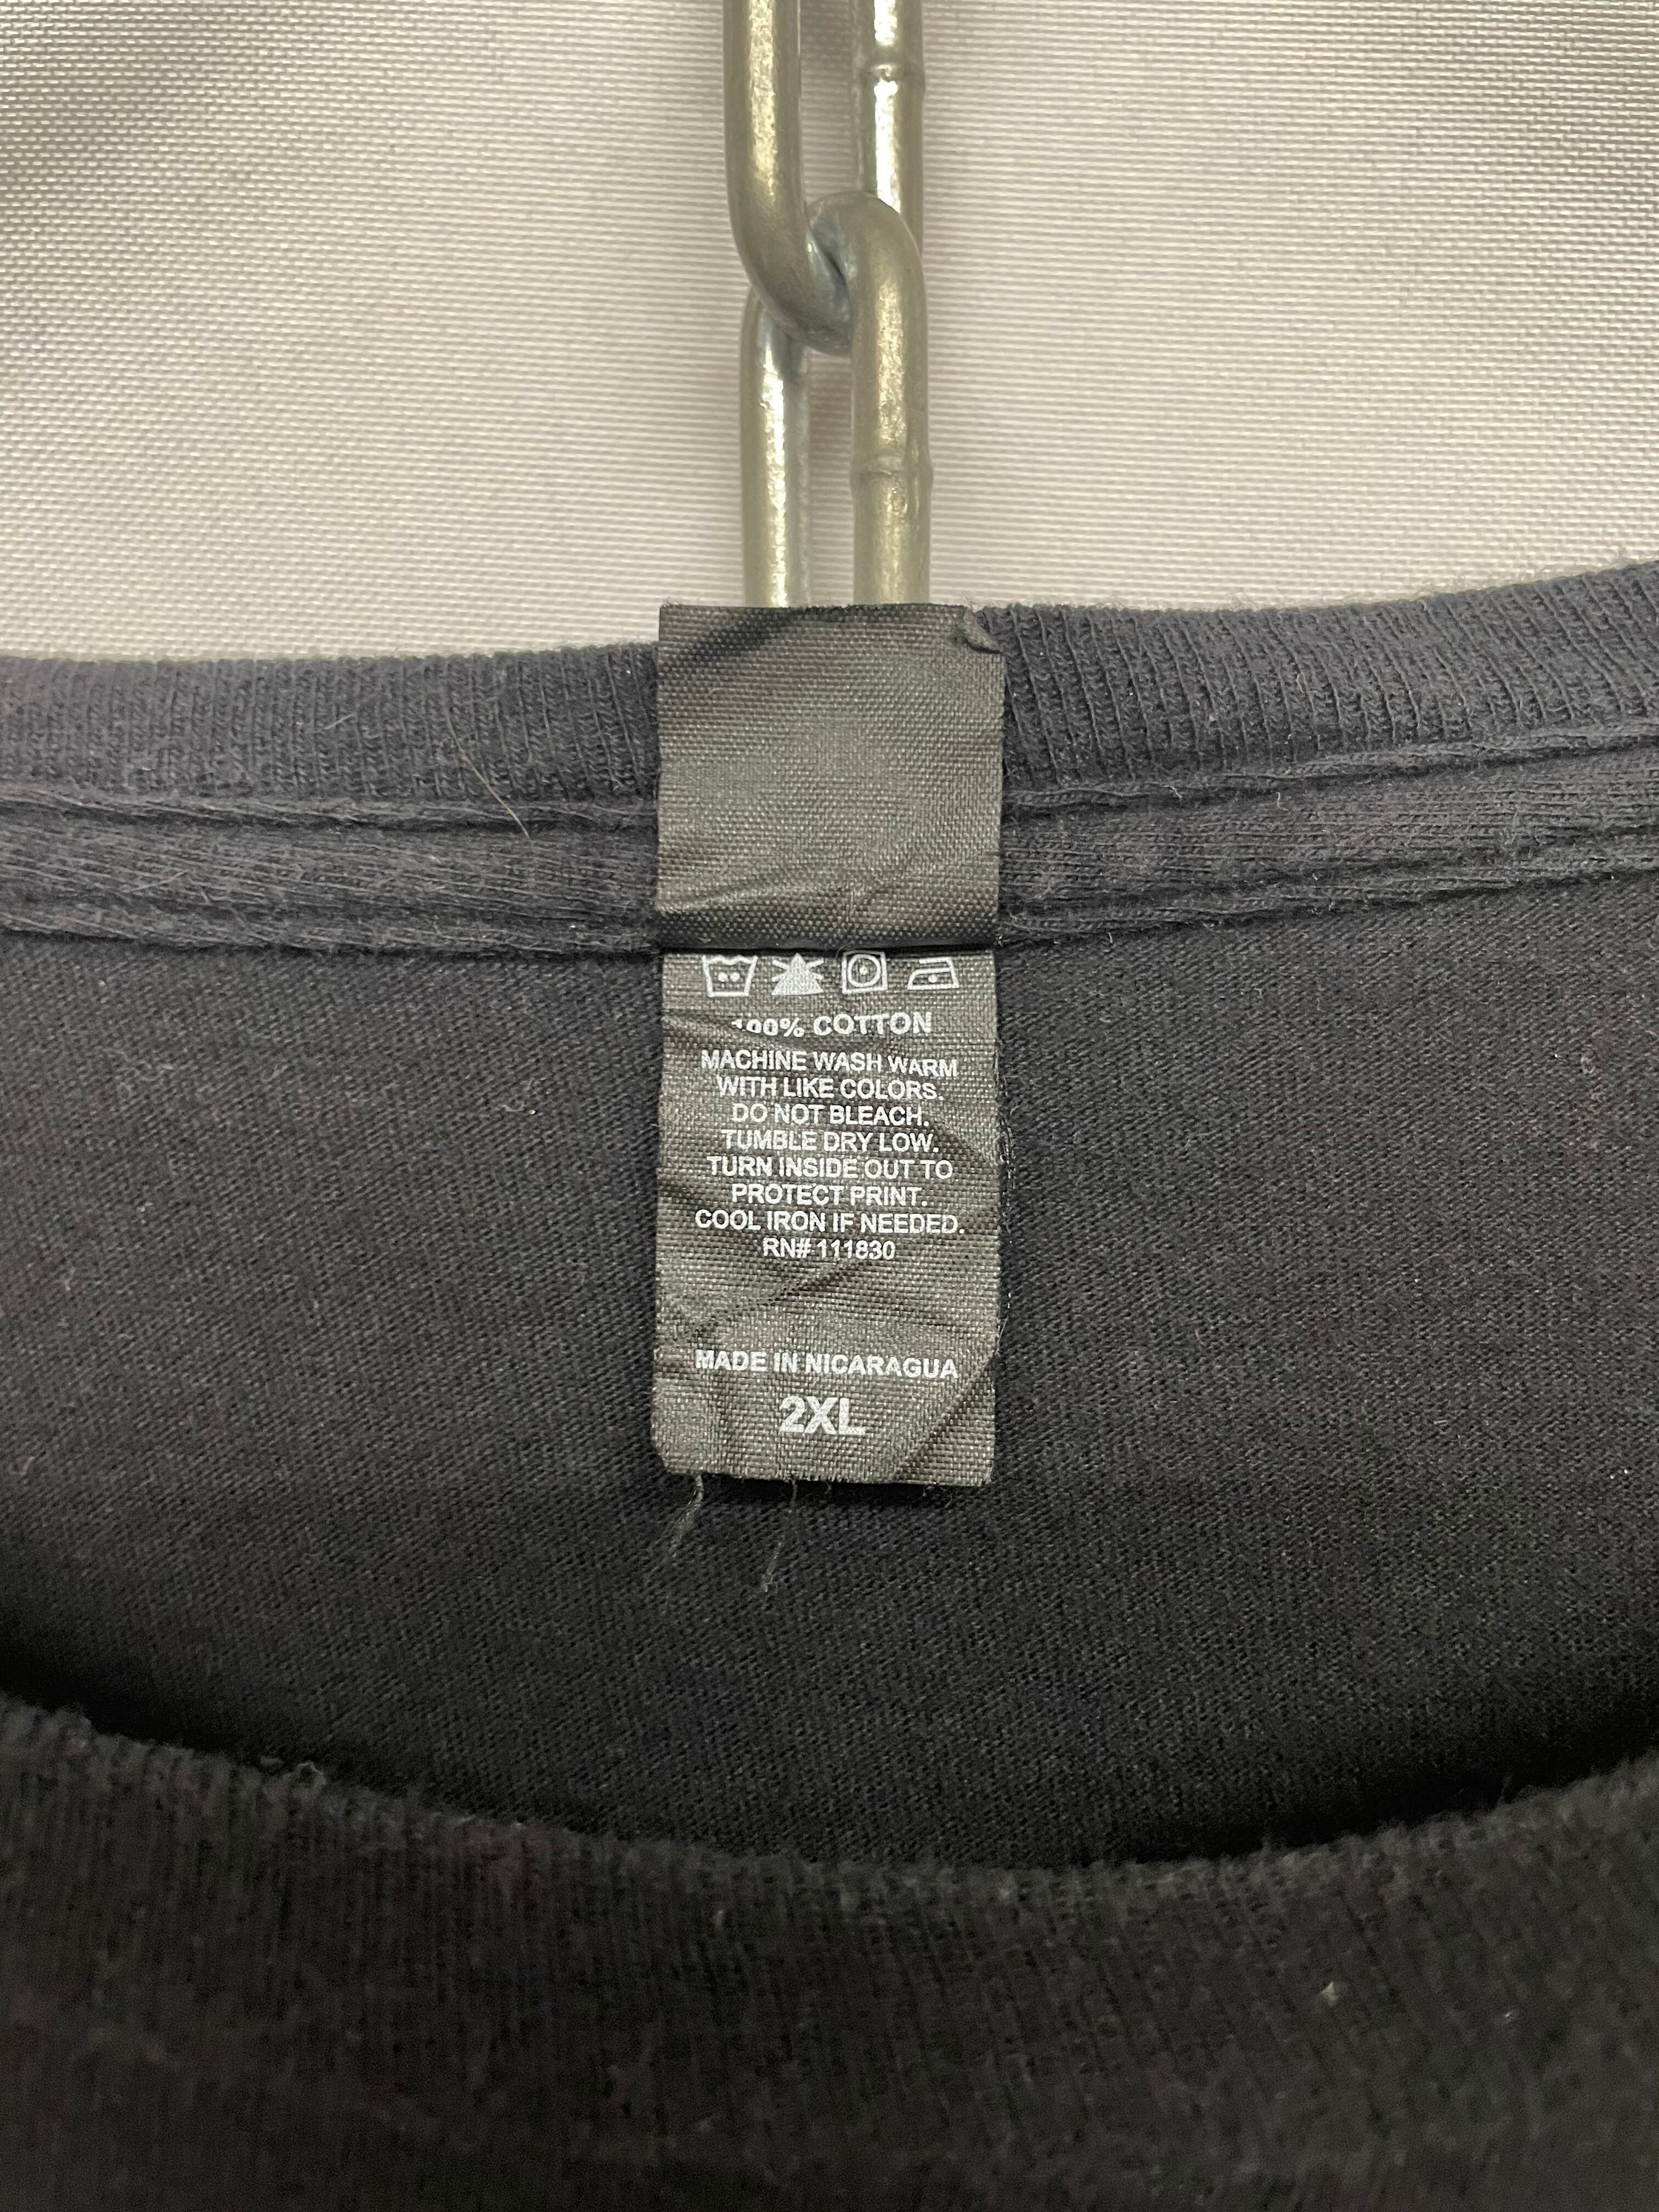 100% COTTON
MACHINE WASH WARM
WITH LIKE COLORS.
DO NOT BLEACH.
TUMBLE DRY LOW.
TURN INSIDE OUT TO
PROTECT PRINT.
COOL IRON IF NEEDED.
RN# 111830
MADE IN NICARAGUA
2XL